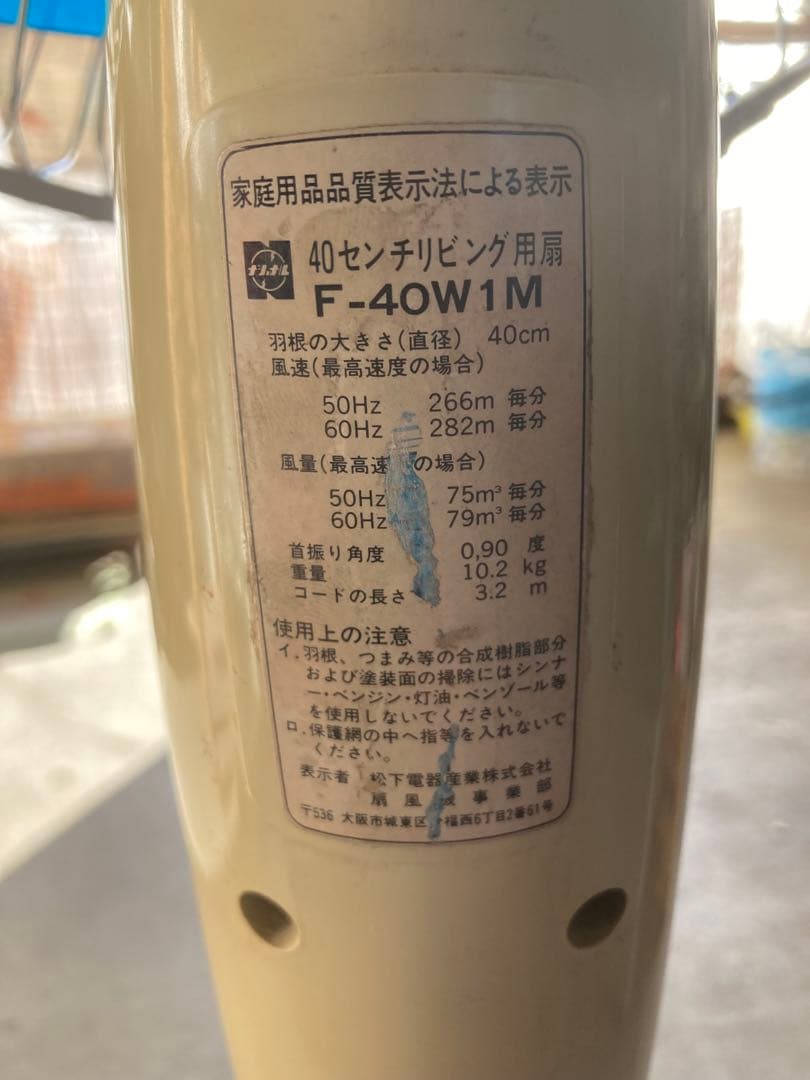 家庭用品品質表示法による表示
ナショナル
40センチリビング用扇
F-40W1M
羽根の大きさ(直径) 40cm
風速(最高速度の場合)
50Hz 266m 毎分
60Hz 282m 毎分
風量(最高速の場合)
50Hz 75m³ 毎分
60Hz 79m³ 毎分
首振り角度 0,90 度
重量 10.2 kg
コードの長さ 3.2 m
使用上の注意
イ.羽根、つまみ等の合成樹脂部分
および塗装面の掃除にはシンナ
ー・ベンジン・灯油・ベンゾール等
を使用しないでください。
ロ.保護網の中へ指等を入れないで
ください。
表示者 松下電器産業株式会社
扇風 事業部
〒536 大阪市城東区 福西6丁目2番61号